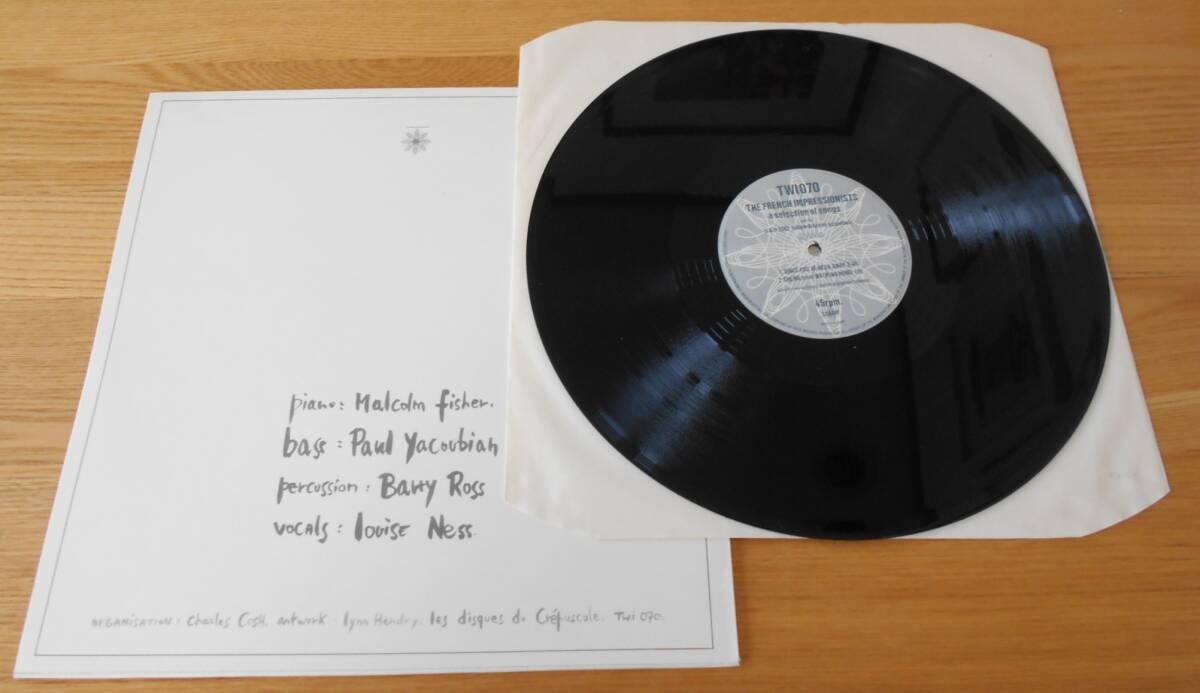 piano: Malcolm fisher.
bass: Paul Yacoubian
percussion: Barry Ross
vocals: louise Ness.
ORGANISATION: Charles Cosh, artwork - lynn Hendry. les disques du Crépuscule. Twi 070.
TWI070
THE FRENCH IMPRESSIONISTS
a selection of songs
45rpm.